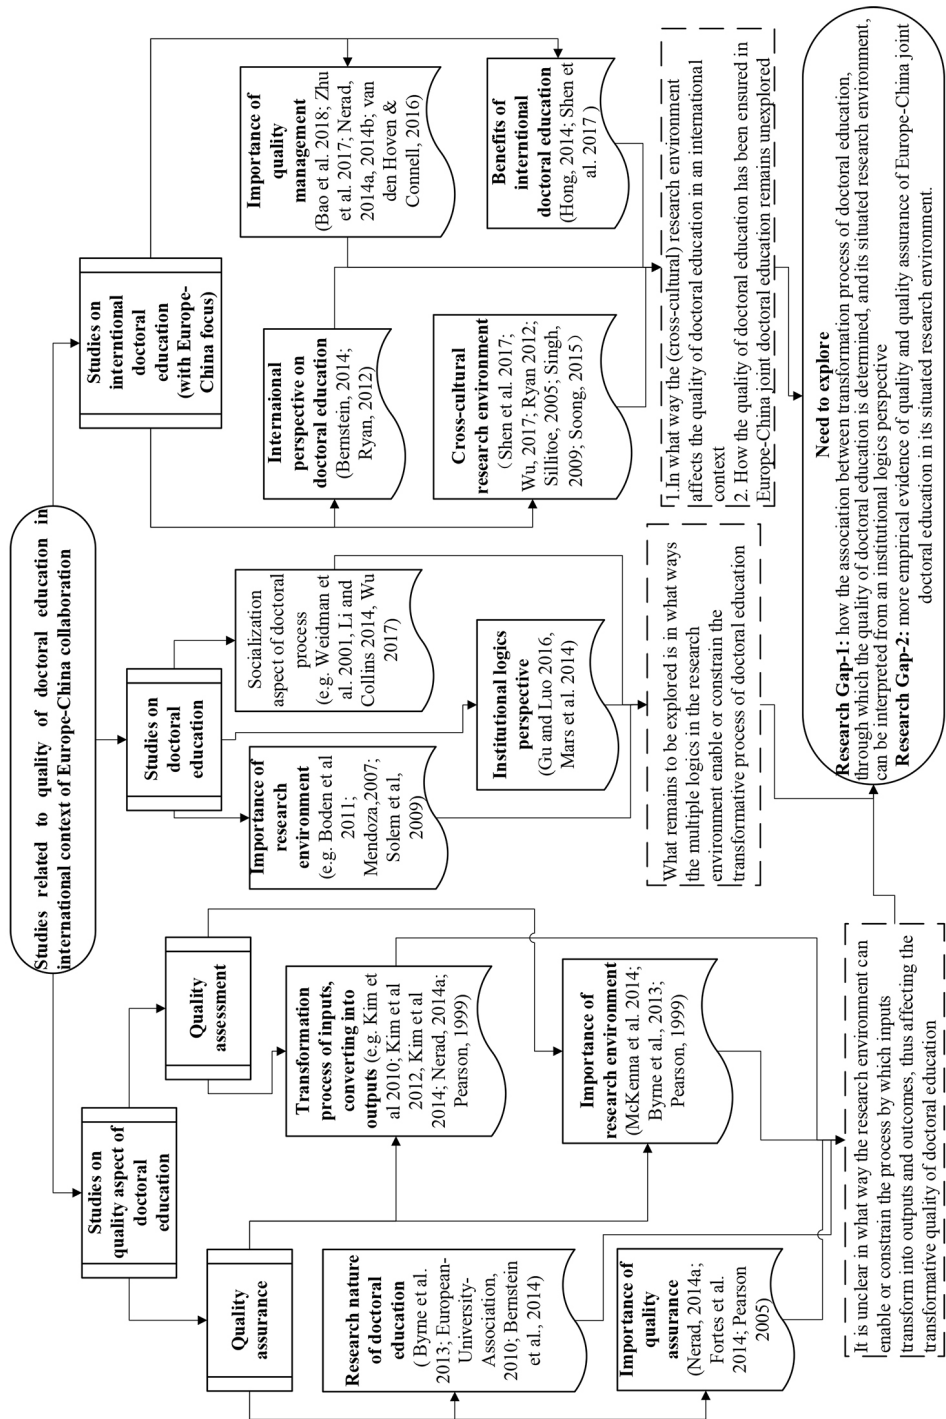 Studies related to quality of doctoral education in
international context of Europe-China collaboration
Studies on
quality aspect of
doctoral
education
Quality
assurance
Quality
assessment
Research nature
of doctoral
education
( Byrne et al.
2013; European-
University-
Association,
2010; Bernstein
et al., 2014)
Importance of
quality
assurance
(Nerad, 2014a;
Fortes et al.
2014; Pearson
2005)
Transformation
process of inputs,
converting into
outputs (e.g. Kim et
al 2010; Kim et al
2012, Kim et al
2014; Nerad, 2014a;
Pearson, 1999)
Importance of
research environment
(McKenna et al. 2014;
Byrne et al., 2013;
Pearson, 1999)
It is unclear in what way the research environment can
enable or constrain the process by which inputs
transform into outputs and outcomes, thus affecting the
transformative quality of doctoral education
Studies on
doctoral
education
Importance of
research
environment
(e.g. Boden et al
2011;
Mendoza,2007;
Solem et al,
2009)
Socialization
aspect of doctoral
process
(e.g. Weidman et
al. 2001, Li and
Collins 2014, Wu
2017)
Institutional logics
perspective
(Gu and Luo 2016,
Mars et al. 2014)
What remains to be explored is in what ways
the multiple logics in the research
environment enable or constrain the
transformative process of doctoral education
Studies on
interntional
doctoral
education
(with Europe-
China focus)
Internaional
perspective on
doctoral education
(Bernstein, 2014;
Ryan, 2012)
Importance of
quality
management
(Bao et al. 2018; Zhu
et al. 2017; Nerad,
2014a, 2014b; van
den Hoven &
Connell, 2016)
Cross-cultural
research environment
（Shen et al. 2017;
Wu, 2017; Ryan 2012;
Sillitoe, 2005; Singh,
2009; Soong, 2015）
Benefits of
interntional
doctoral education
(Hong, 2014; Shen et
al. 2017 )
1.In what way the (cross-cultural) research environment
affects the quality of doctoral education in an international
context
2. How the quality of doctoral education has been ensured in
Europe-China joint doctoral education remains unexplored
Need to explore
Research Gap-1: how the association between transformation process of doctoral education,
through which the quality of doctoral education is determined, and its situated research environment,
can be interpreted from an institutional logics perspective
Research Gap-2: more empirical evidence of quality and quality assurance of Europe-China joint
doctoral education in its situated research environment.